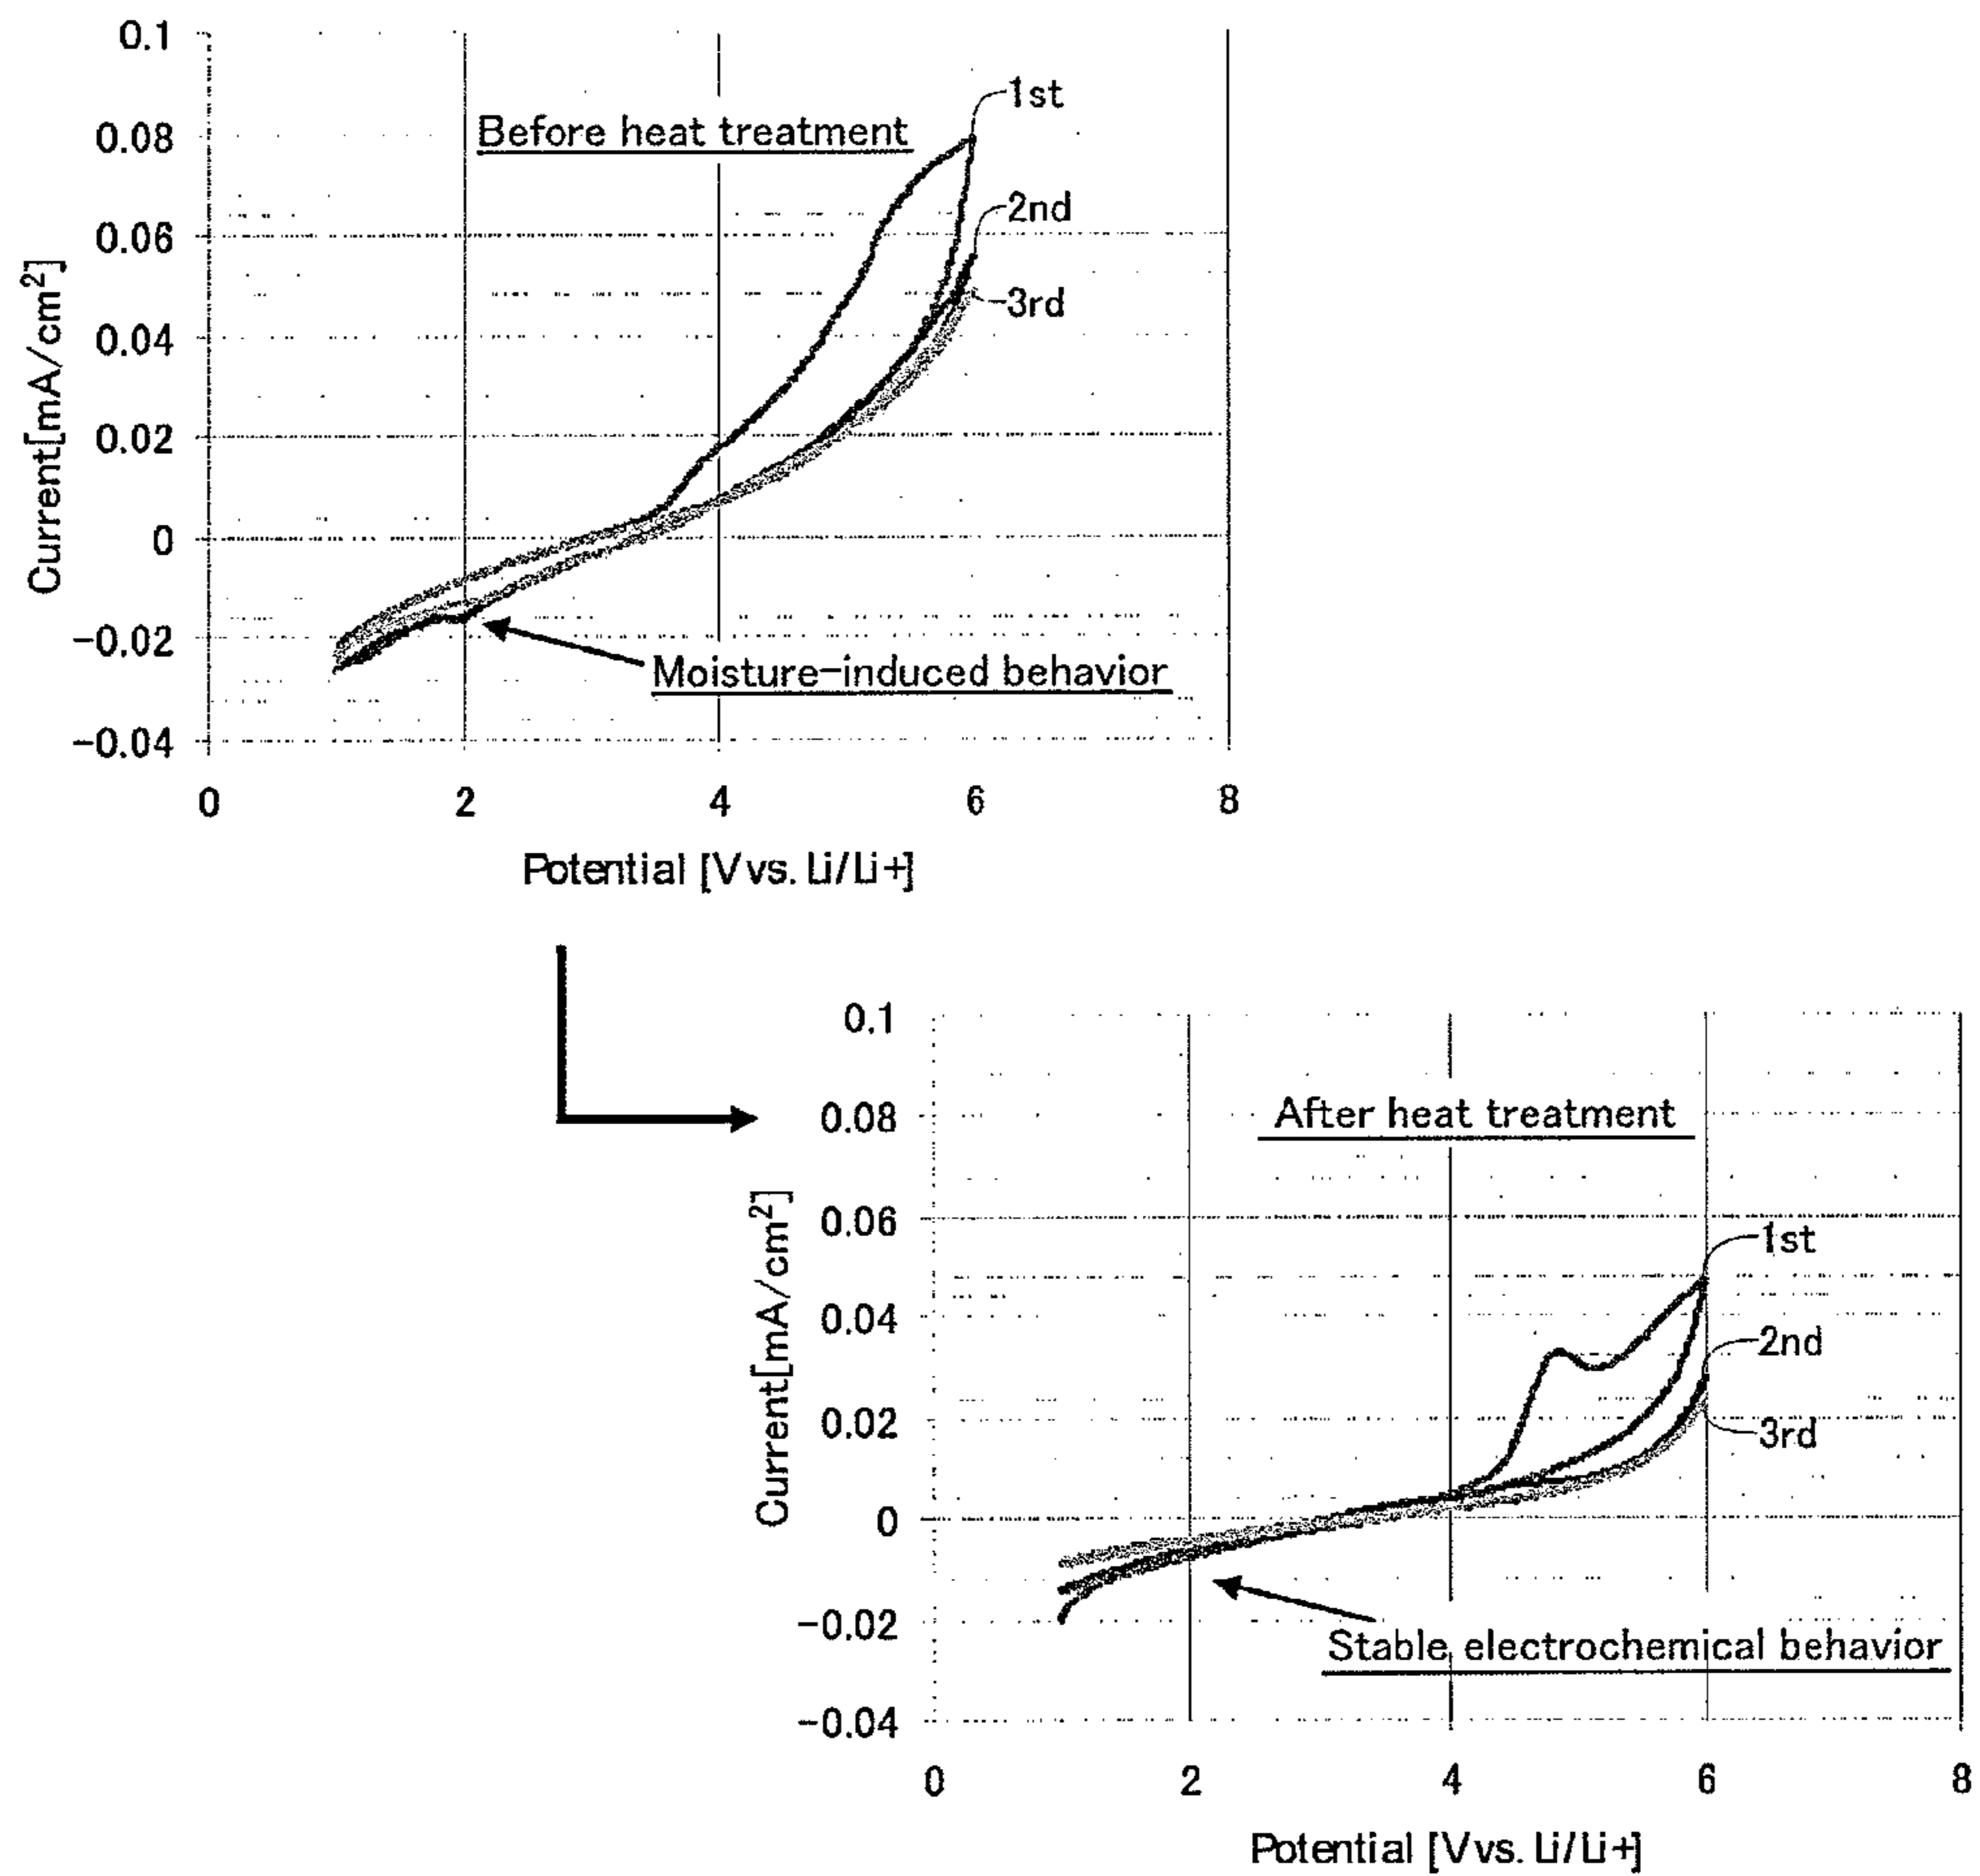 0.1
0.08
0.06
0.04
0.02
0
-0.02
-0.04
Current[mA/cm²]
Before heat treatment
1st
2nd
3rd
Moisture-induced behavior
0 2 4 6 8
Potential [V vs. Li/Li+]
0.1
0.08
0.06
0.04
0.02
0
-0.02
-0.04
Current[mA/cm²]
After heat treatment
1st
2nd
3rd
Stable electrochemical behavior
0 2 4 6 8
Potential [V vs. Li/Li+]